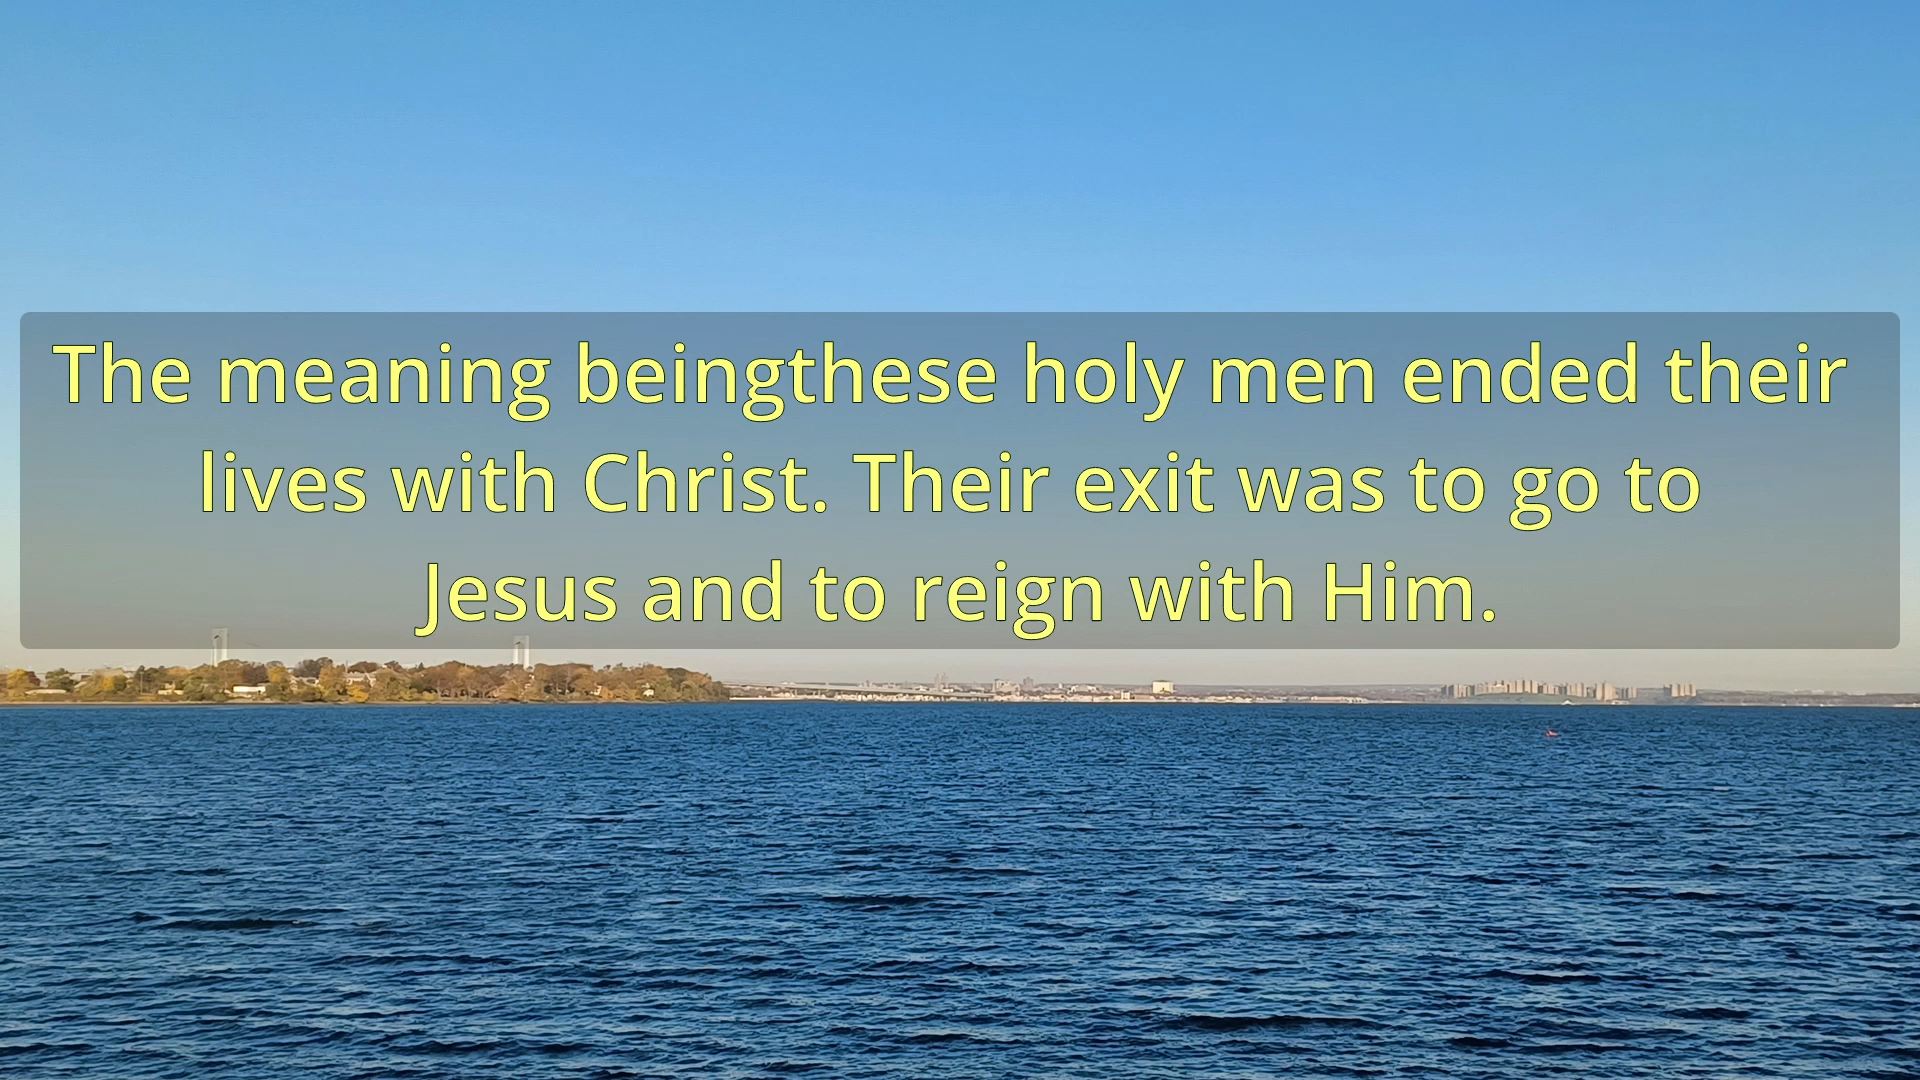 The meaning beingthese holy men ended their
lives with Christ. Their exit was to go to
Jesus and to reign with Him.